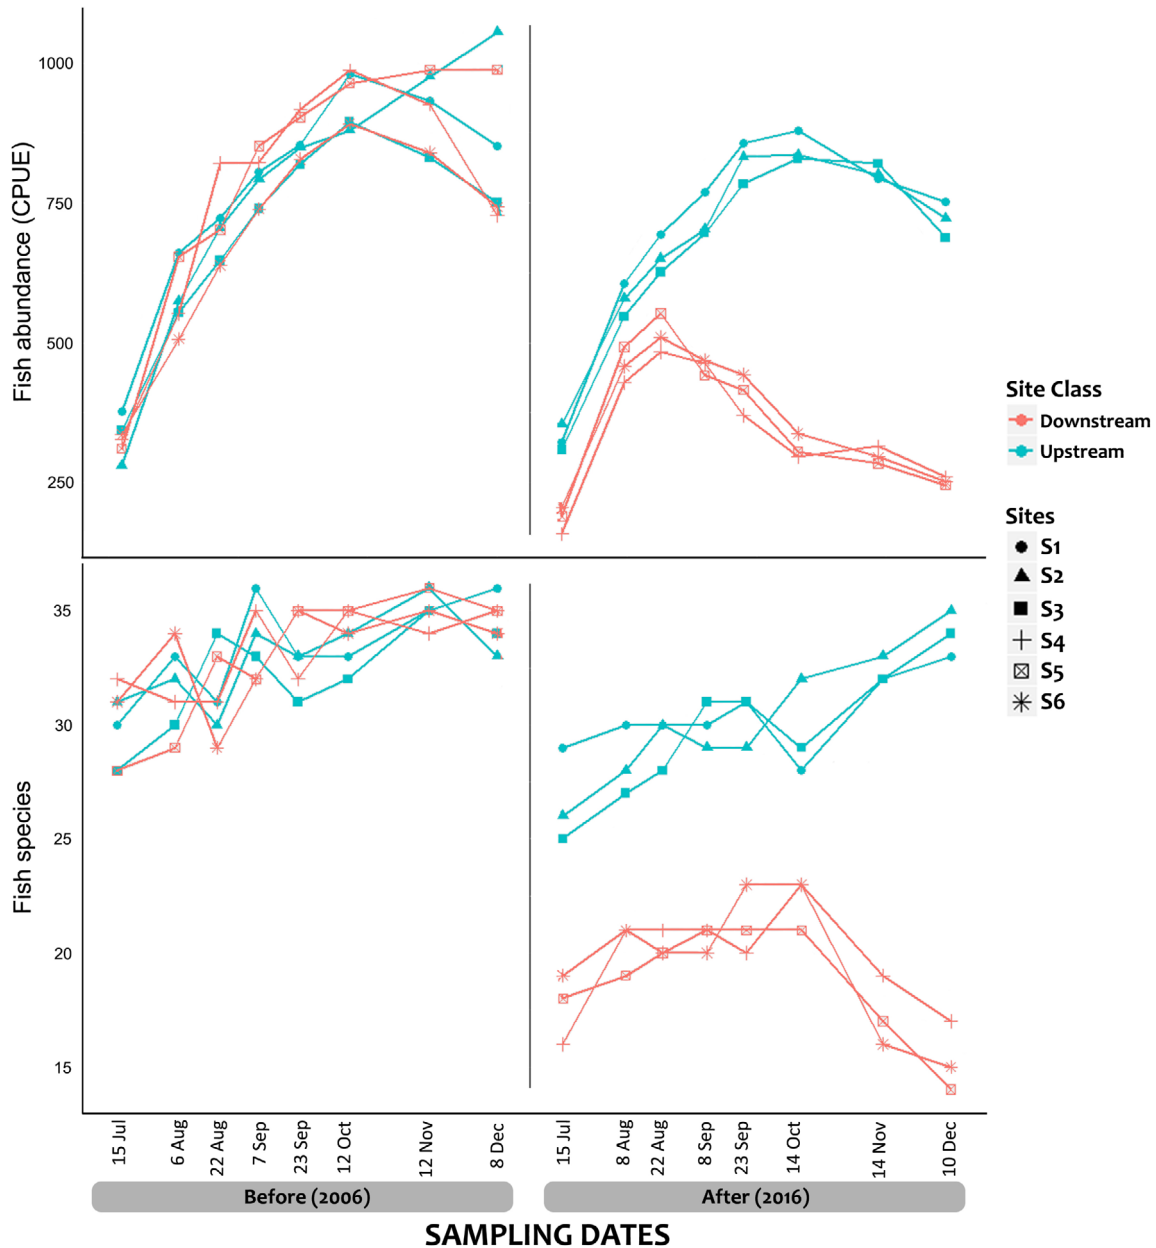 Fish abundance (CPUE)
1000
750
500
250
Fish species
35
30
25
20
15
15 Jul
6 Aug
22 Aug
7 Sep
23 Sep
12 Oct
12 Nov
8 Dec
15 Jul
8 Aug
22 Aug
8 Sep
23 Sep
14 Oct
14 Nov
10 Dec
Before (2006)
After (2016)
SAMPLING DATES
Site Class
Downstream
Upstream
Sites
S1
S2
S3
S4
S5
S6